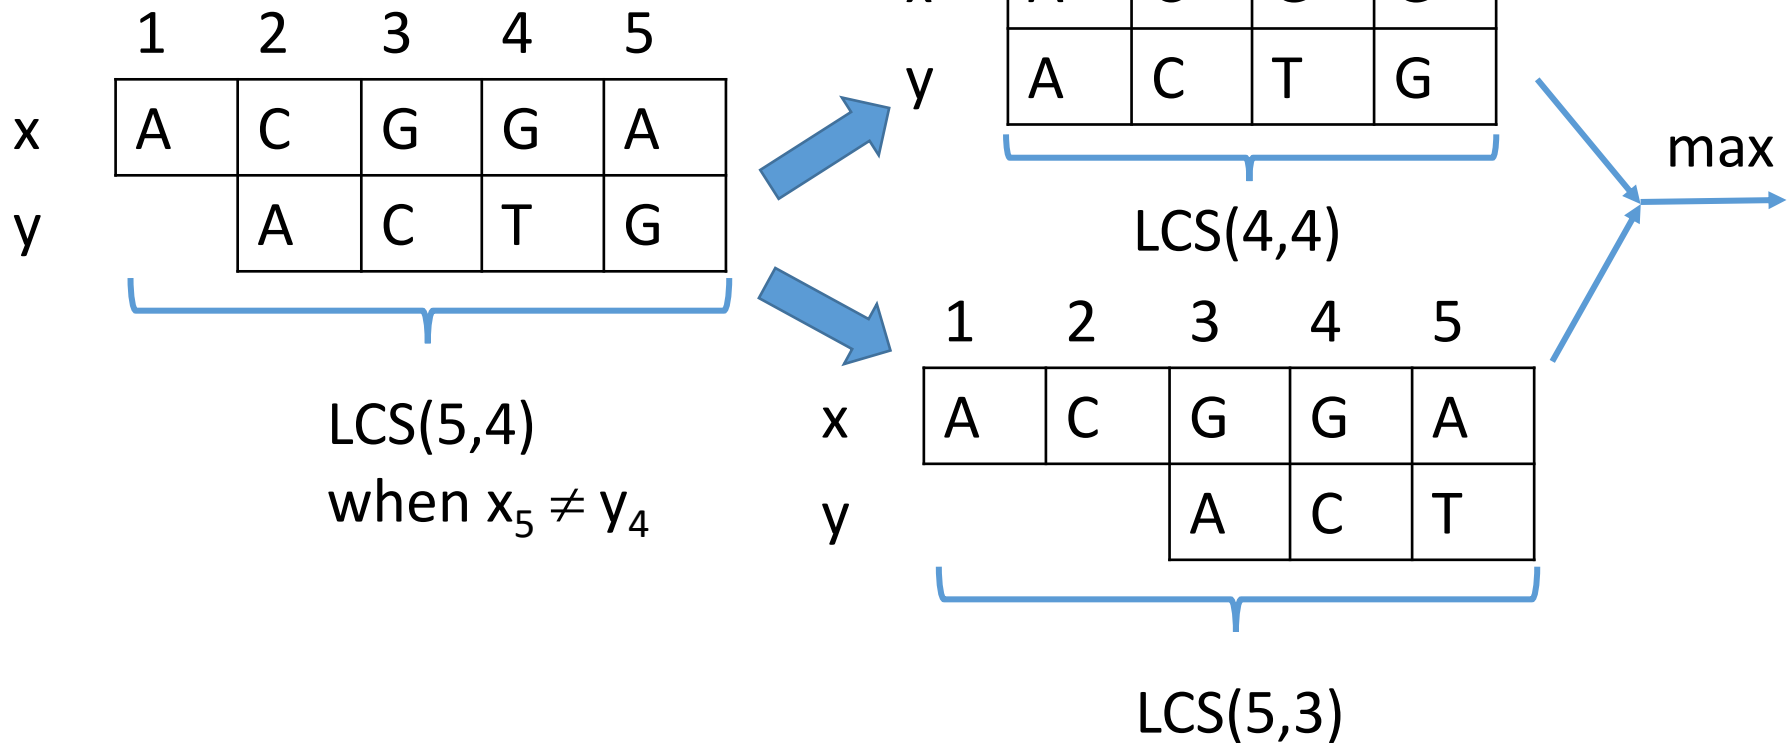 1 2 3 4 5
x A C G G A
y A C T G
LCS(5,4)
when x5 ≠ y4
y A C T G
LCS(4,4)
max
1 2 3 4 5
x A C G G A
y A C T
LCS(5,3)